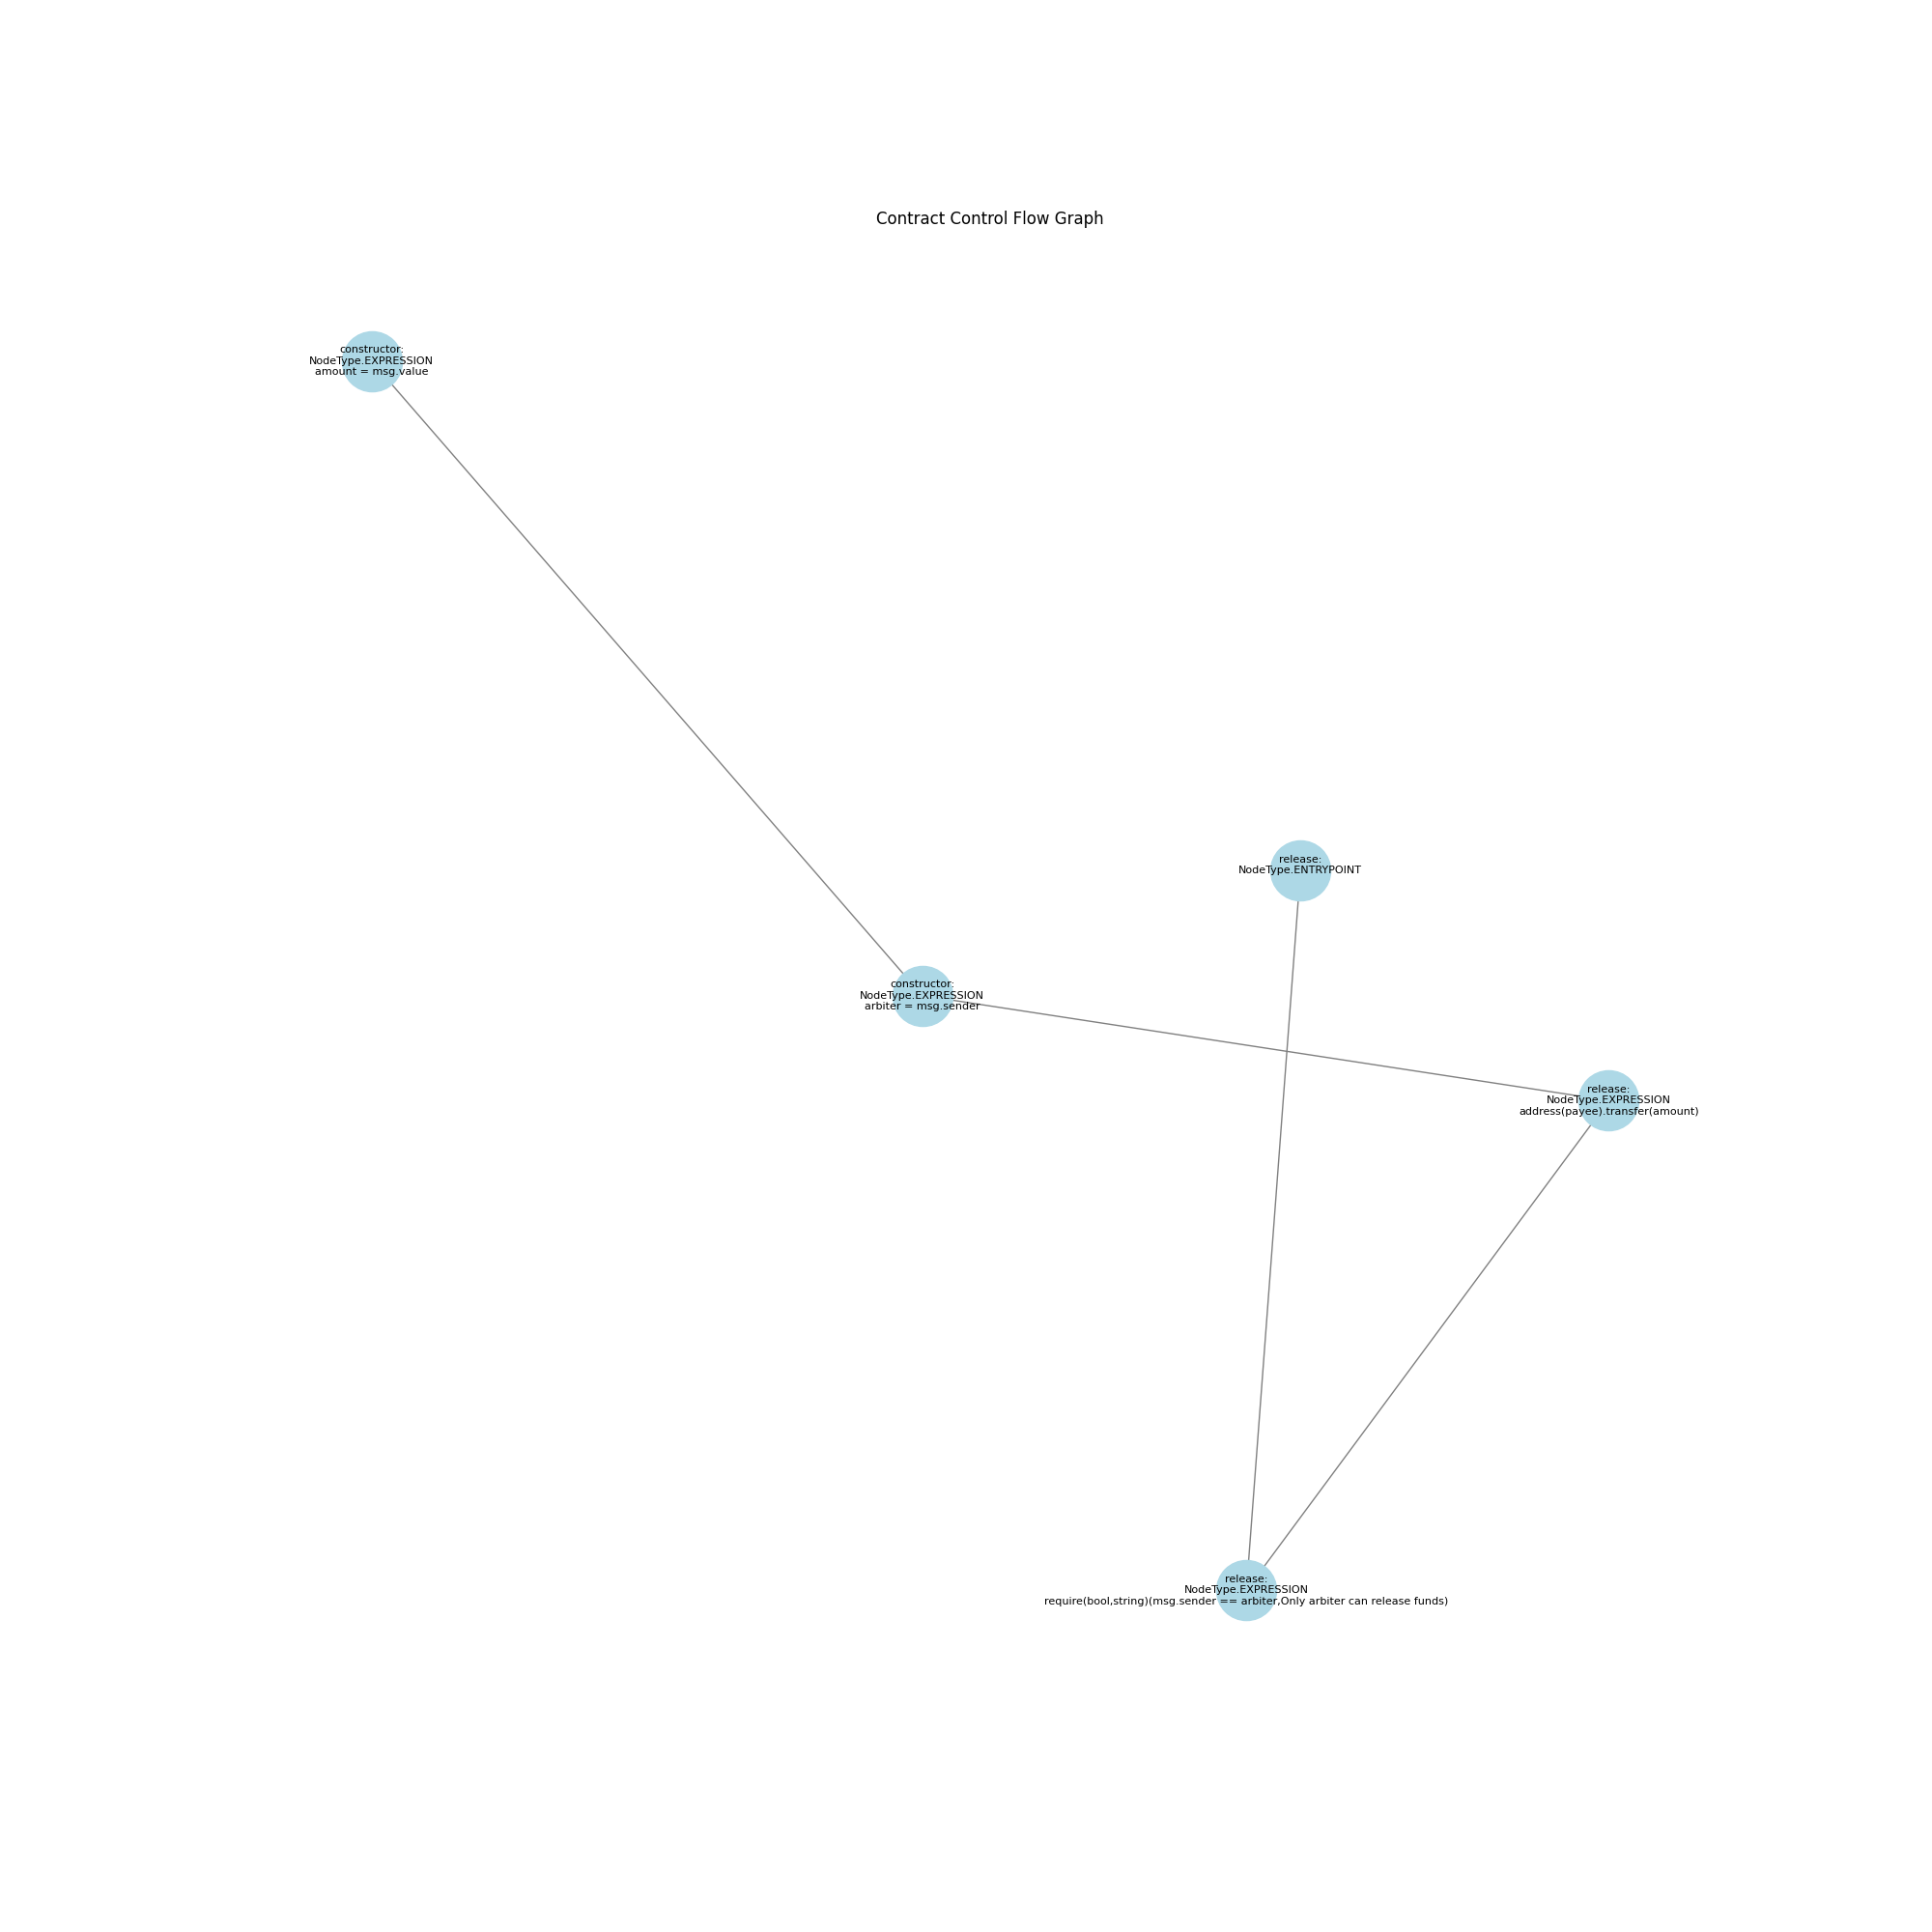 Contract Control Flow Graph
constructor:
NodeType.EXPRESSION
amount = msg.value
release:
NodeType.ENTRYPOINT
constructor:
NodeType.EXPRESSION
arbiter = msg.sender
release:
NodeType.EXPRESSION
address(payee).transfer(amount)
release:
NodeType.EXPRESSION
require(bool,string)(msg.sender == arbiter,Only arbiter can release funds)